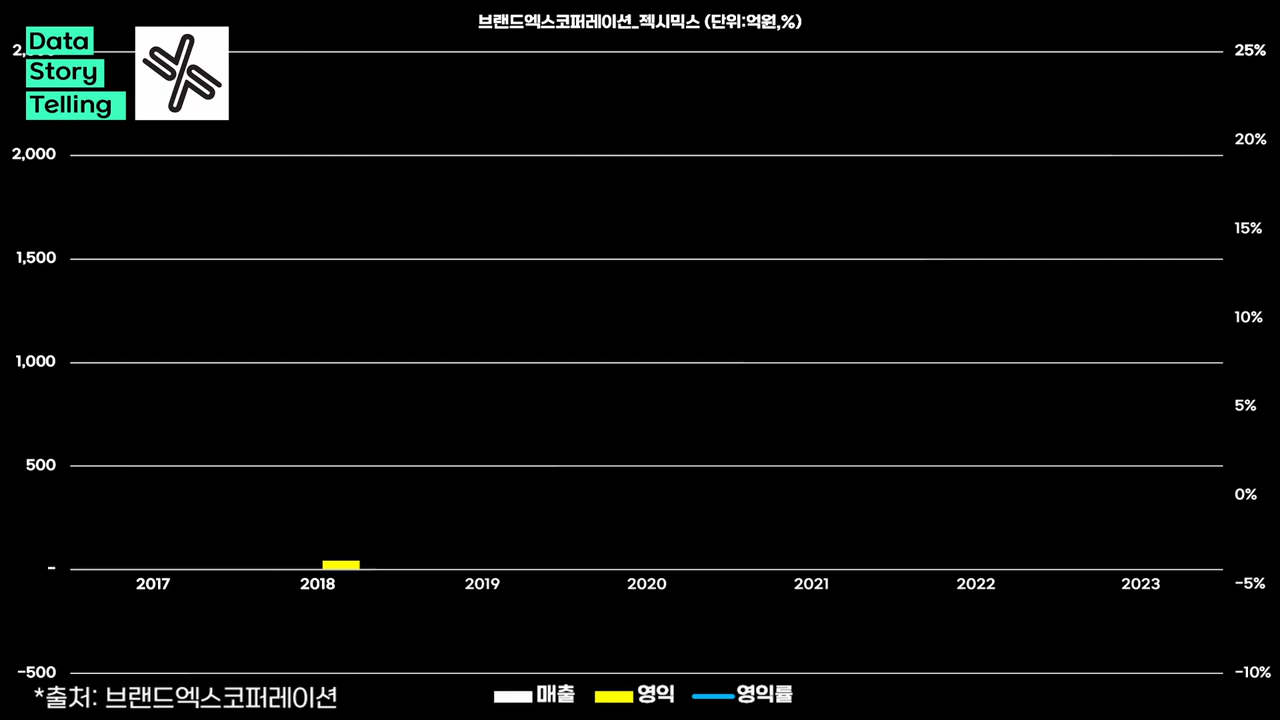 브랜드엑스코퍼레이션_젝시믹스 (단위:억원,%)
Data
Story
Telling
25%
2,000
20%
15%
1,500
10%
1,000
5%
500
0%
-
2017 2018 2019 2020 2021 2022 2023
-5%
-500
-10%
*출처: 브랜드엑스코퍼레이션
매출 영익 영익률